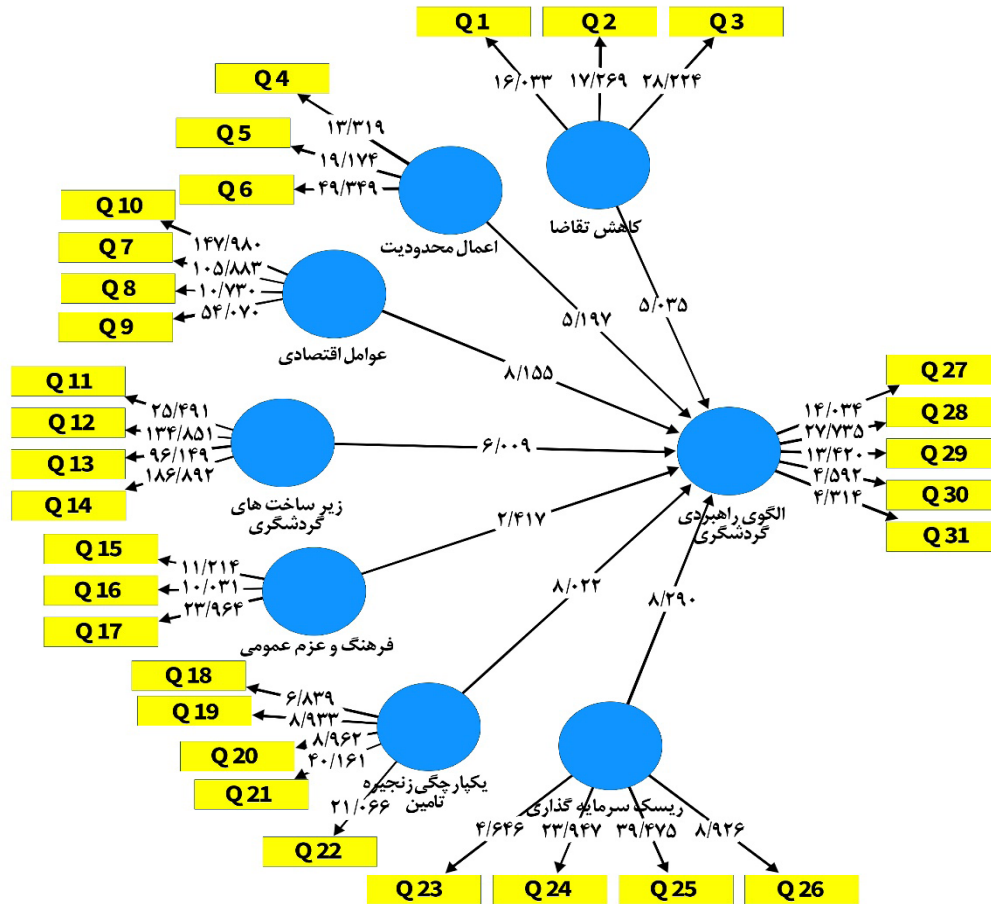 Q 1
Q 2
Q 3
۱۶/۰۳۳
۱۷/۲۶۹
۲۸/۲۲۴
کاهش تقاضا
۵/۰۳۵
Q 4
Q 5
Q 6
۱۳/۳۱۹
۱۹/۱۷۴
۴۹/۳۴۹
اعمال محدودیت
۵/۱۹۷
Q 10
Q 7
Q 8
Q 9
۱۴۷/۹۸۰
۱۰۵/۸۸۳
۱۰/۷۳۰
۵۴/۰۷۰
عوامل اقتصادی
۸/۱۵۵
Q 11
Q 12
Q 13
Q 14
۲۵/۴۹۱
۱۳۴/۸۵۱
۹۶/۱۴۹
۱۸۶/۸۹۲
زیر ساخت های
گردشگری
۶/۰۰۹
Q 15
Q 16
Q 17
۱۱/۲۱۴
۱۰/۰۳۱
۲۳/۹۶۴
فرهنگ و عزم عمومی
۲/۴۱۷
Q 18
Q 19
Q 20
Q 21
Q 22
۶/۸۳۹
۸/۹۳۳
۸/۹۶۲
۴۰/۱۶۱
۲۱/۰۶۶
یکپارچگی زنجیره
تامین
۸/۰۲۲
ریسک سرمایه گذاری
۸/۲۹۰
۴/۶۴۶
۲۳/۹۴۷
۳۹/۴۷۵
۸/۹۲۶
Q 23
Q 24
Q 25
Q 26
الگوی راهبردی
گردشگری
۱۴/۰۳۴
۲۷/۷۳۵
۱۳/۴۲۰
۴/۵۹۲
۴/۳۱۴
Q 27
Q 28
Q 29
Q 30
Q 31